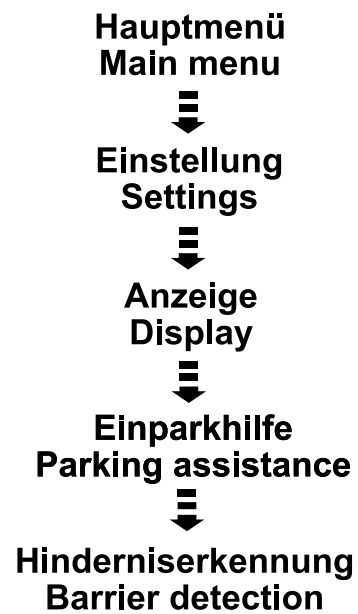 Hauptmenü
Main menu
Einstellung
Settings
Anzeige
Display
Einparkhilfe
Parking assistance
Hinderniserkennung
Barrier detection